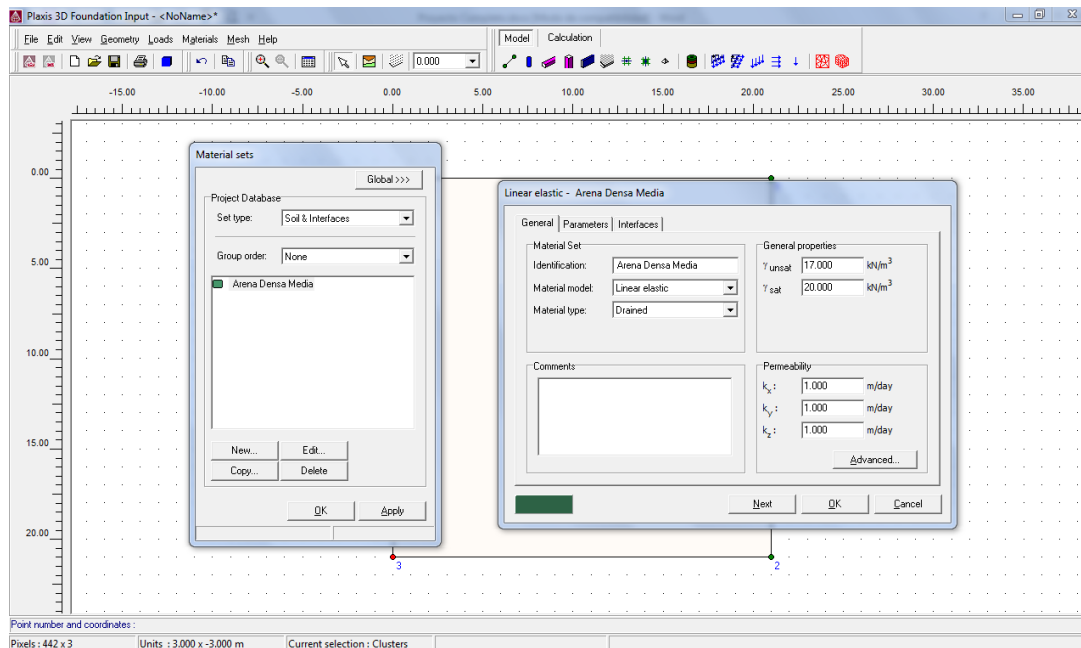 Plaxis 3D Foundation Input - <NoName>*
File Edit View Geometry Loads Materials Mesh Help
Model Calculation
0.000
-15.00 -10.00 -5.00 0.00 5.00 10.00 15.00 20.00 25.00 30.00 35.00
0.00
5.00
10.00
15.00
20.00
Material sets
Global >>>
Project Database
Set type: Soil & Interfaces
Group order: None
Arena Densa Media
New... Edit...
Copy... Delete
OK Apply
Linear elastic - Arena Densa Media
General Parameters Interfaces
Material Set
Identification: Arena Densa Media
Material model: Linear elastic
Material type: Drained
General properties
γ unsat 17.000 kN/m³
γ sat 20.000 kN/m³
Comments
Permeability
kx : 1.000 m/day
ky : 1.000 m/day
kz : 1.000 m/day
Advanced...
Next OK Cancel
3 2
Point number and coordinates :
Pixels : 442 x 3 Units : 3.000 x -3.000 m Current selection : Clusters